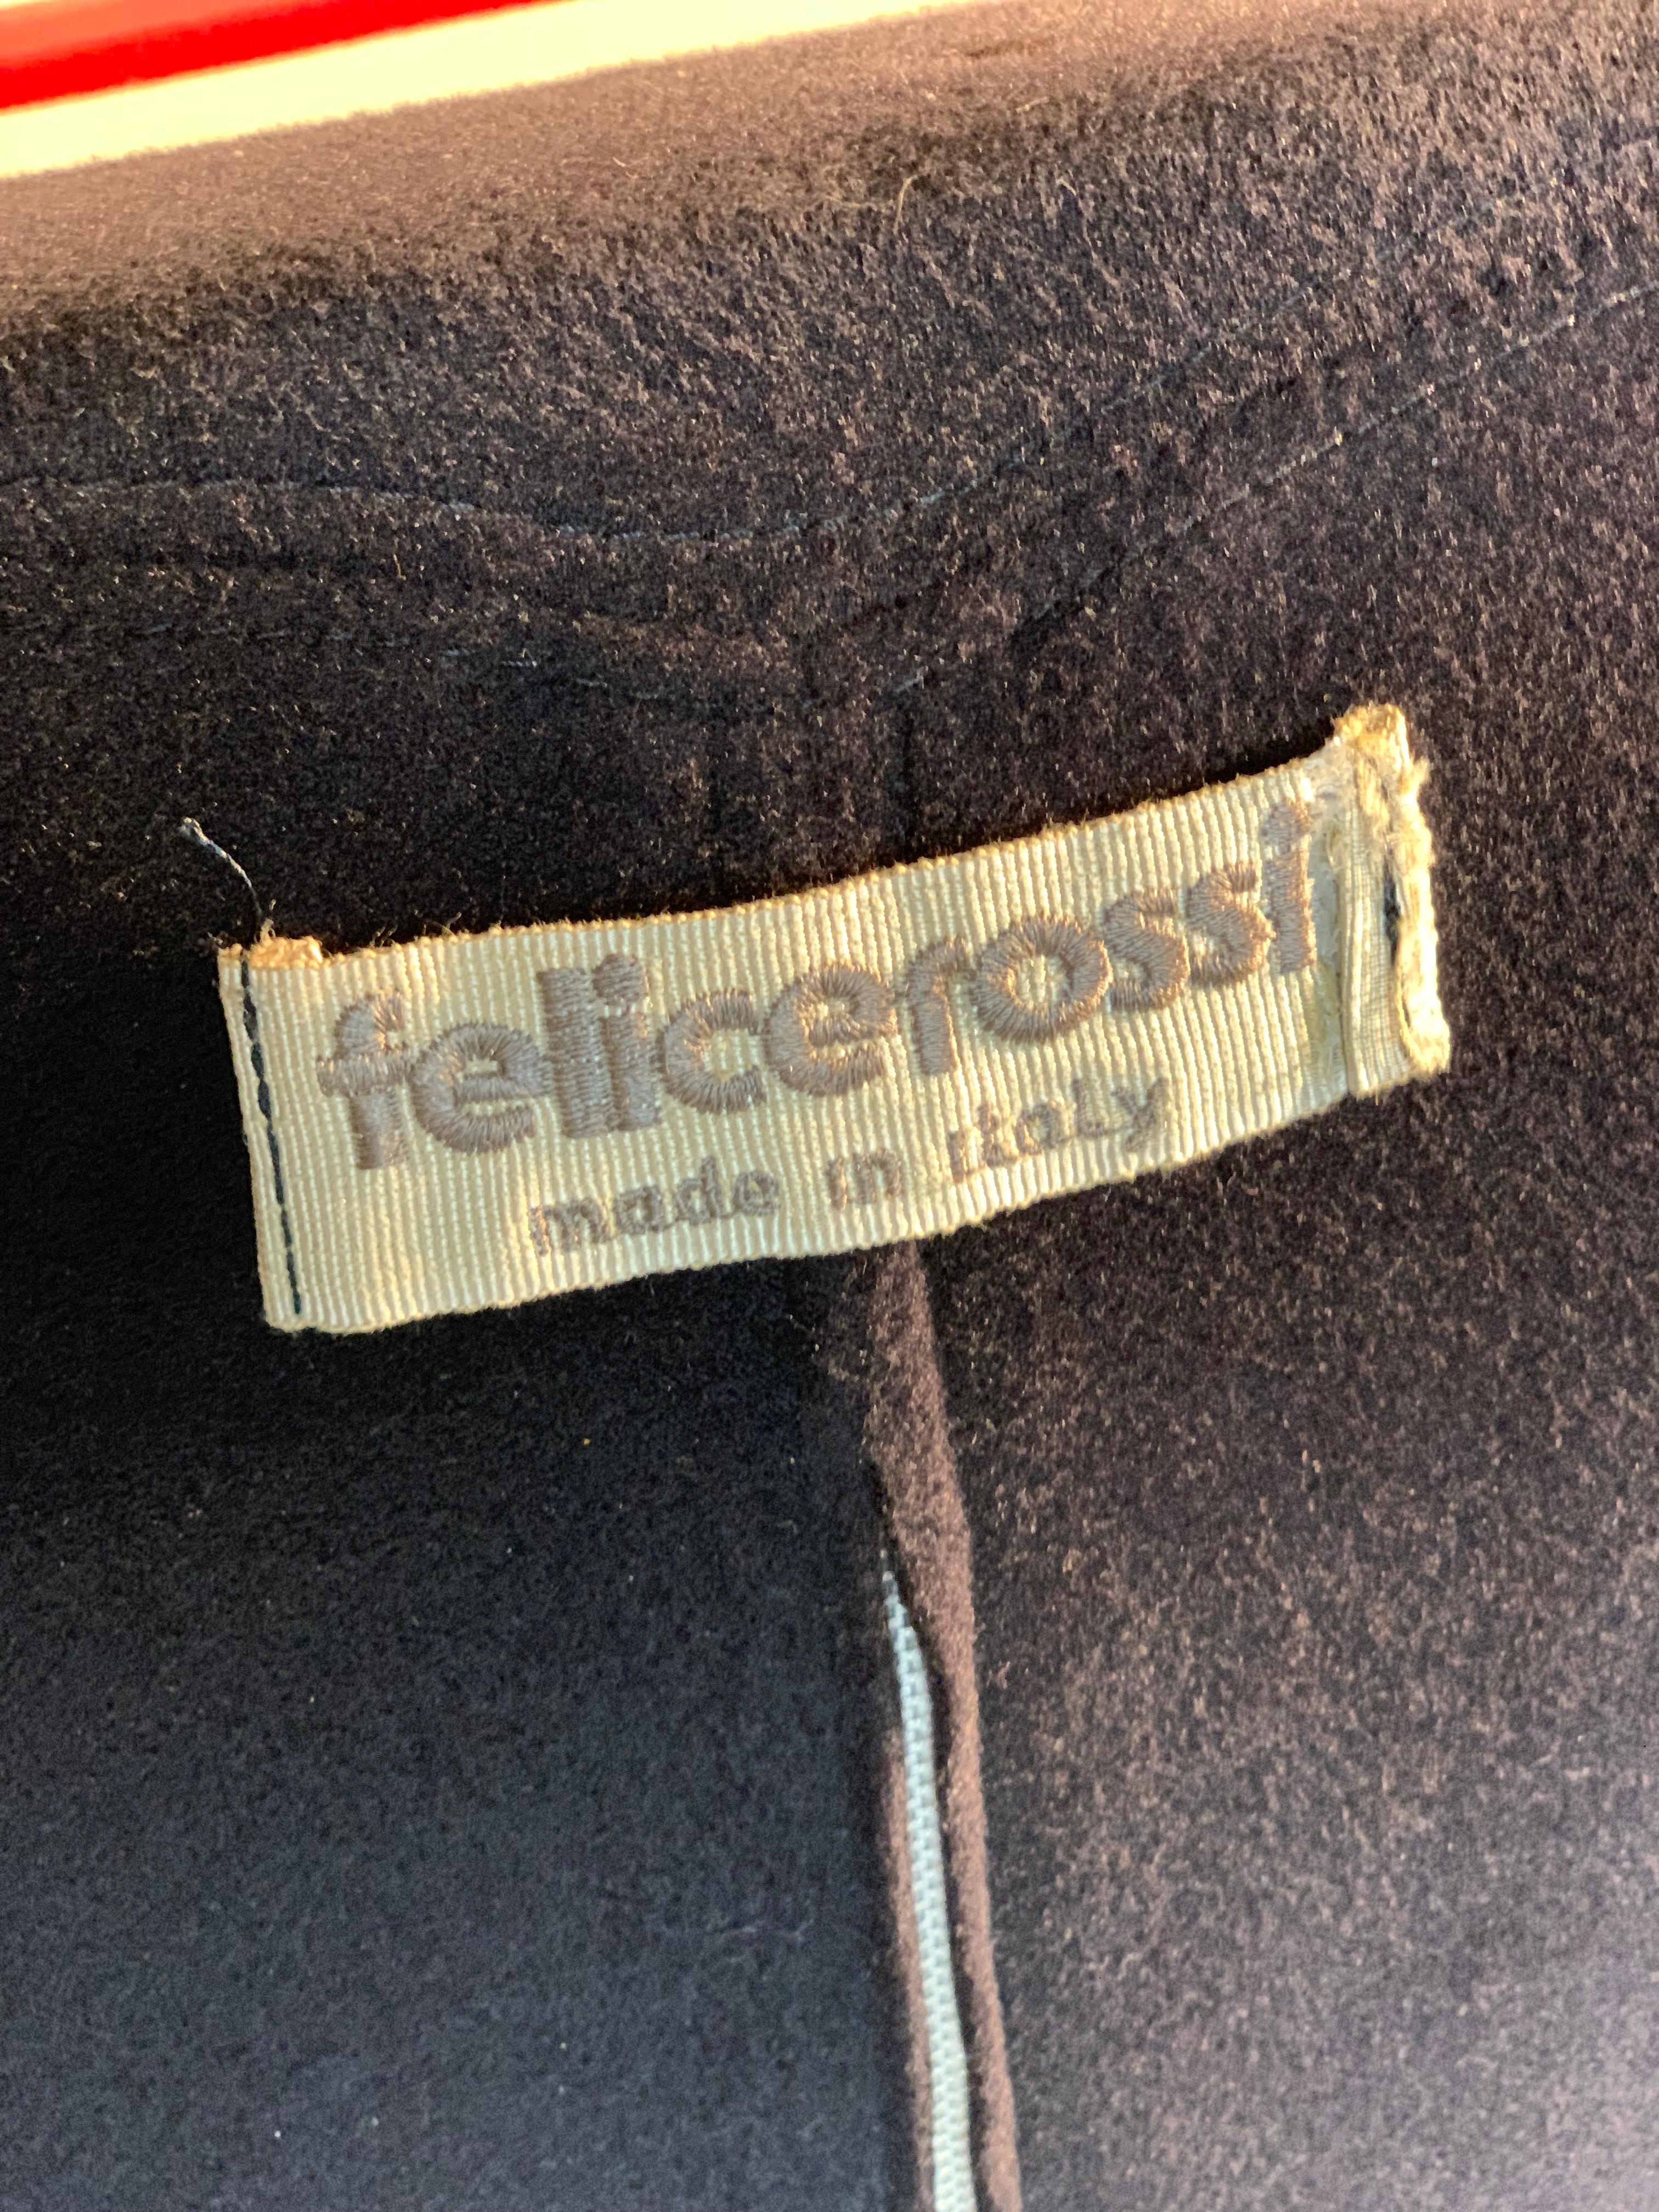 felicerossi
made in italy